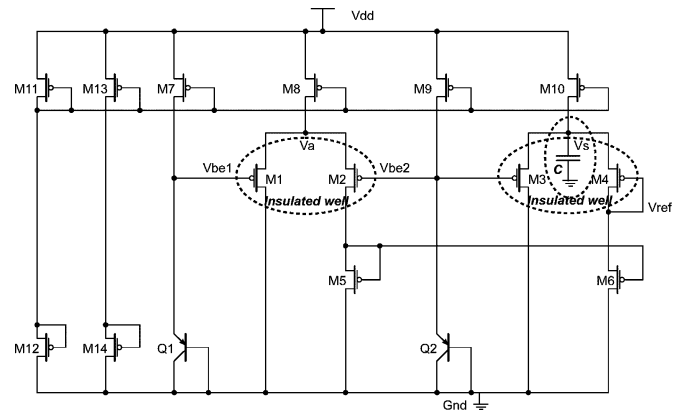 Vdd
M11
M13
M7
M8
M9
M10
Va
Vs
C
Vbe1
M1
M2
Vbe2
M3
M4
Insulated well
Insulated well
Vref
M5
M6
M12
M14
Q1
Q2
Gnd